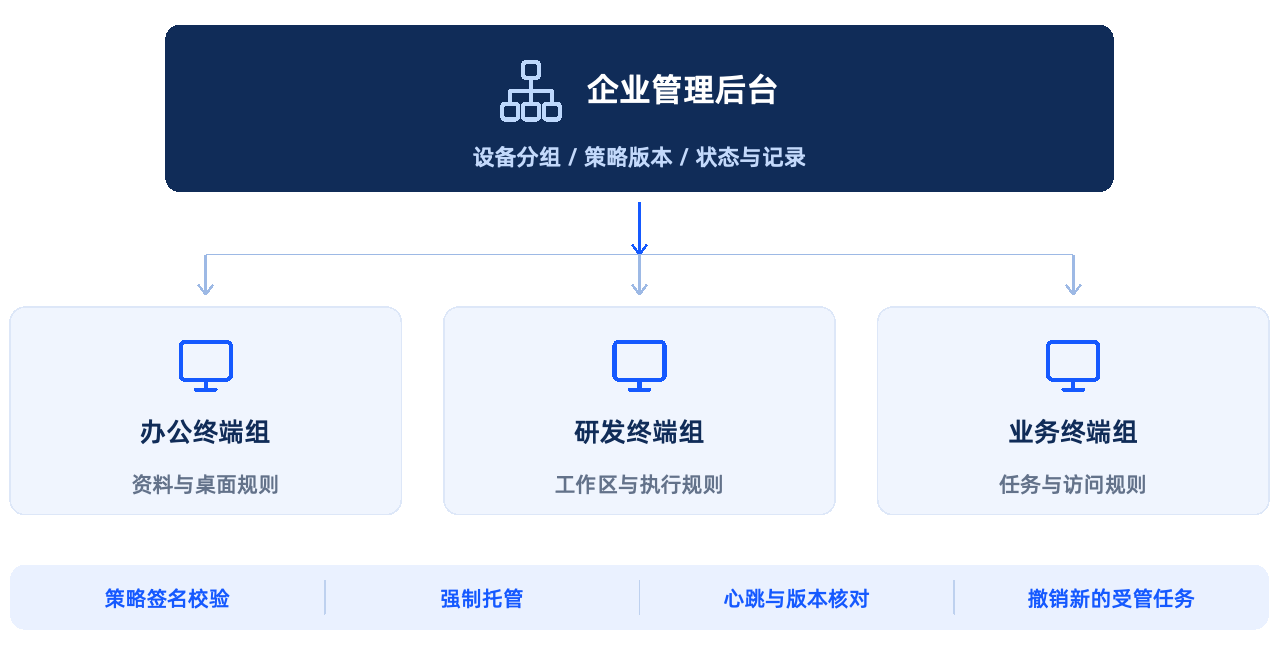 企业管理后台
设备分组 / 策略版本 / 状态与记录
办公终端组
资料与桌面规则
研发终端组
工作区与执行规则
业务终端组
任务与访问规则
策略签名校验
强制托管
心跳与版本核对
撤销新的受管任务